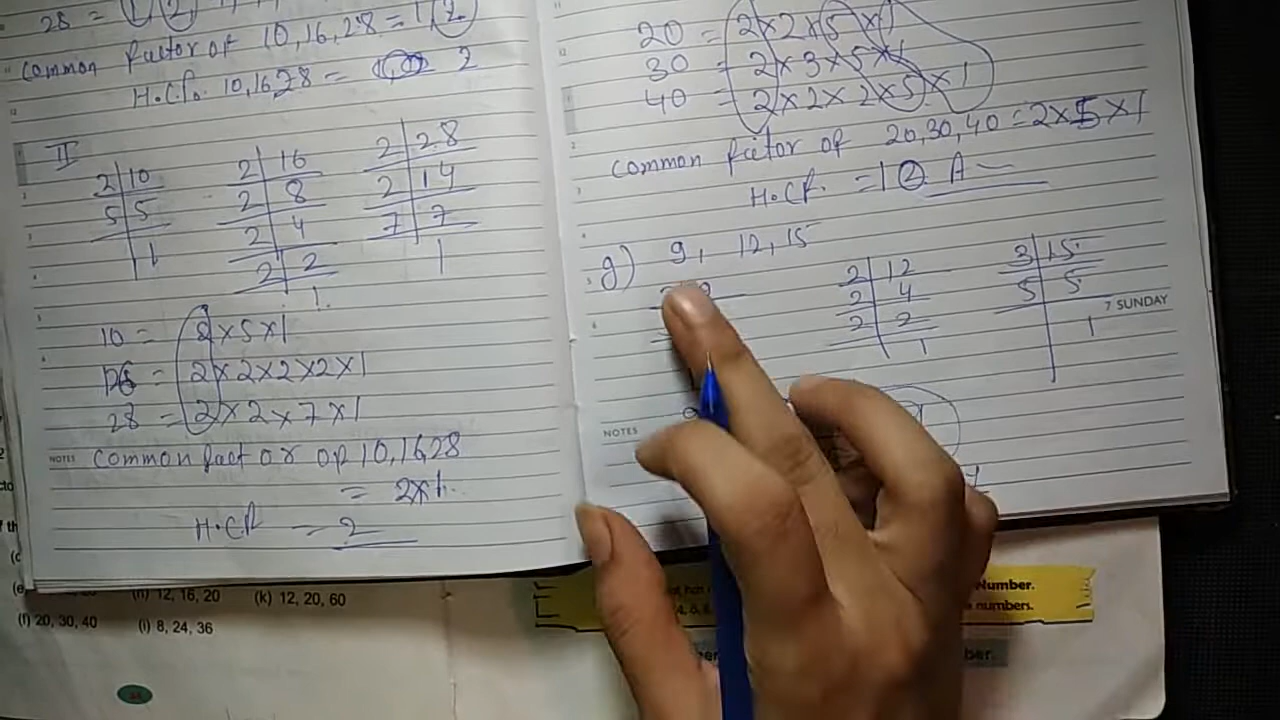 28 =
Common factor of 10,16,28 = 1, 2
H.C.F. 10,16,28 = 2
II
2 | 10
5 | 5
1
2 | 16
2 | 8
2 | 4
2 | 2
1
2 | 28
2 | 14
7 | 7
1
10 = 2×5×1
16 = 2×2×2×2×1
28 = 2×2×7×1
NOTES
Common factor of 10,16,28
= 2×1
H.C.F = 2
20 = 2×2×5×1
30 = 2×3×5×1
40 = 2×2×2×5×1
Common factor of 20,30,40 = 2×5×1
H.C.F. =
g) 9, 12,15
2 | 12
2 | 4
2 | 2
1
3 | 15
5 | 5
1
7 SUNDAY
NOTES
(h) 12, 16, 20
(k) 12, 20, 60
(f) 20, 30, 40
(i) 8, 24, 36
Number.
numbers.